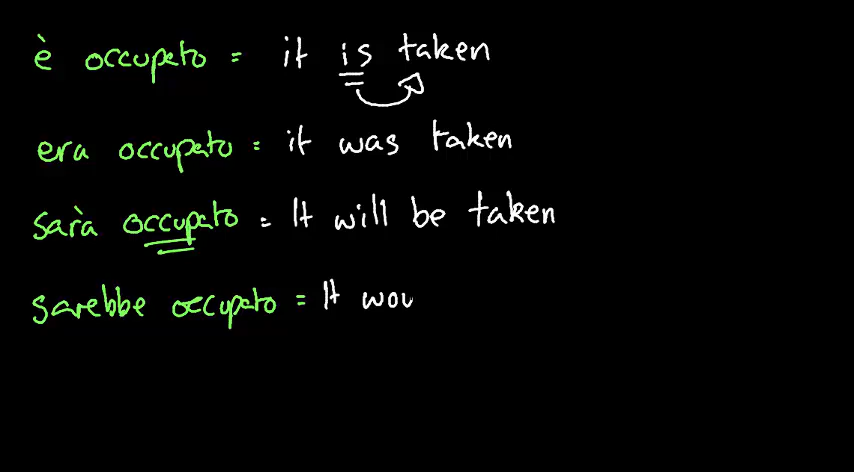 è occupato = it is taken
era occupato = it was taken
sarà occupato = It will be taken
sarebbe occupato = It wou